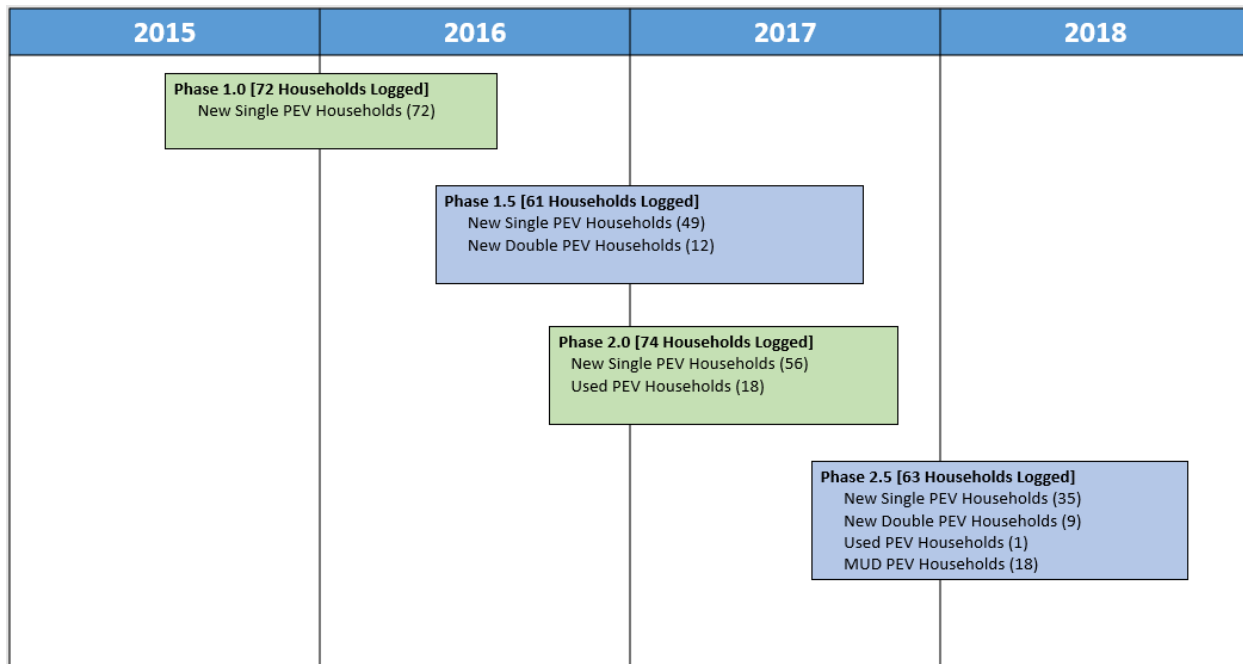 2015 2016 2017 2018
Phase 1.0 [72 Households Logged]
New Single PEV Households (72)
Phase 1.5 [61 Households Logged]
New Single PEV Households (49)
New Double PEV Households (12)
Phase 2.0 [74 Households Logged]
New Single PEV Households (56)
Used PEV Households (18)
Phase 2.5 [63 Households Logged]
New Single PEV Households (35)
New Double PEV Households (9)
Used PEV Households (1)
MUD PEV Households (18)